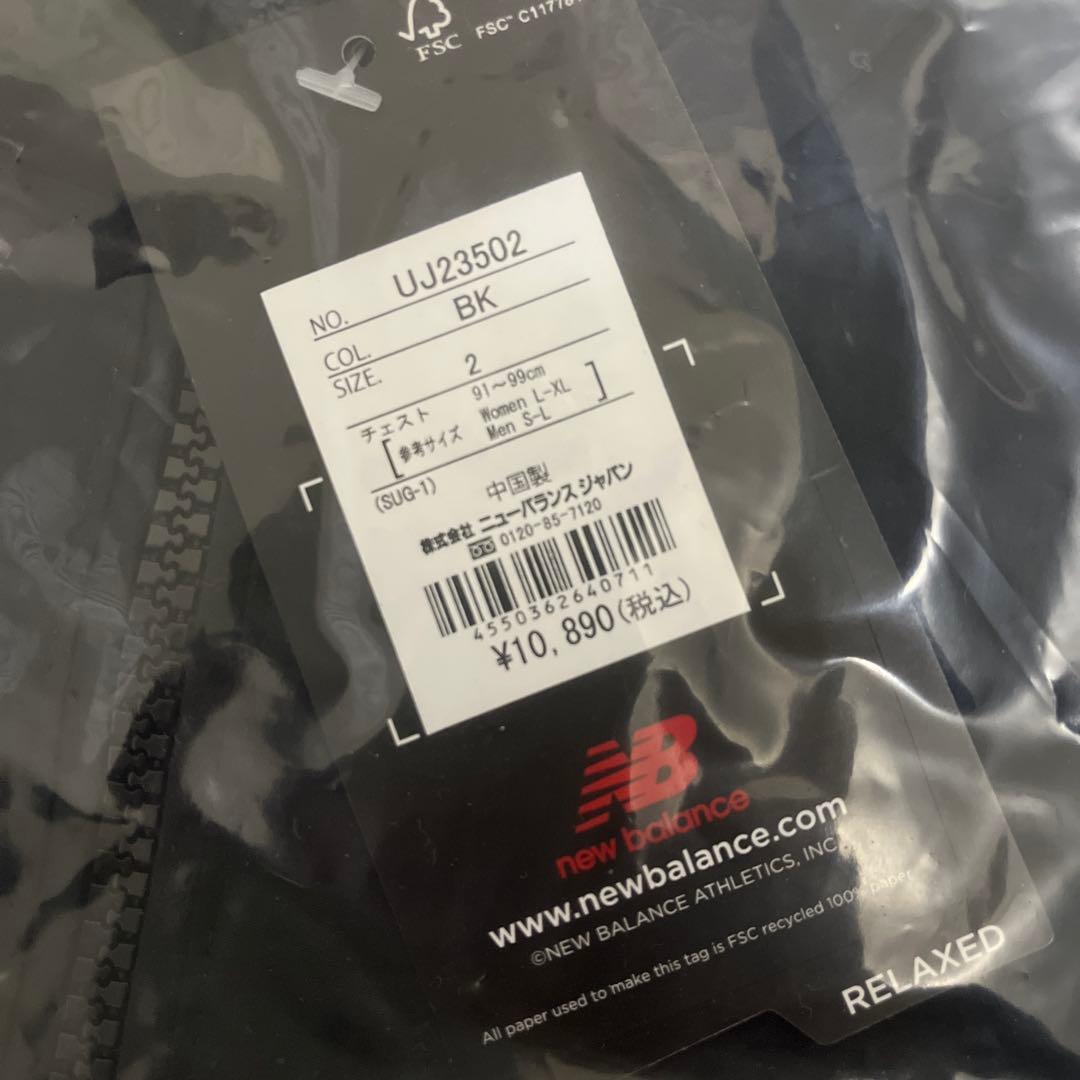 FSC
FSC™ C1177
NO. UJ23502
COL. BK
SIZE. 2
チェスト 91～99cm
[参考サイズ Women L-XL
Men S-L]
(SUG-1) 中国製
株式会社 ニューバランス ジャパン
0120-85-7120
4550362640711
¥10,890(税込)
NB
new balance
www.newbalance.com
©NEW BALANCE ATHLETICS, INC
All paper used to make this tag is FSC recycled 100% paper
RELAXED